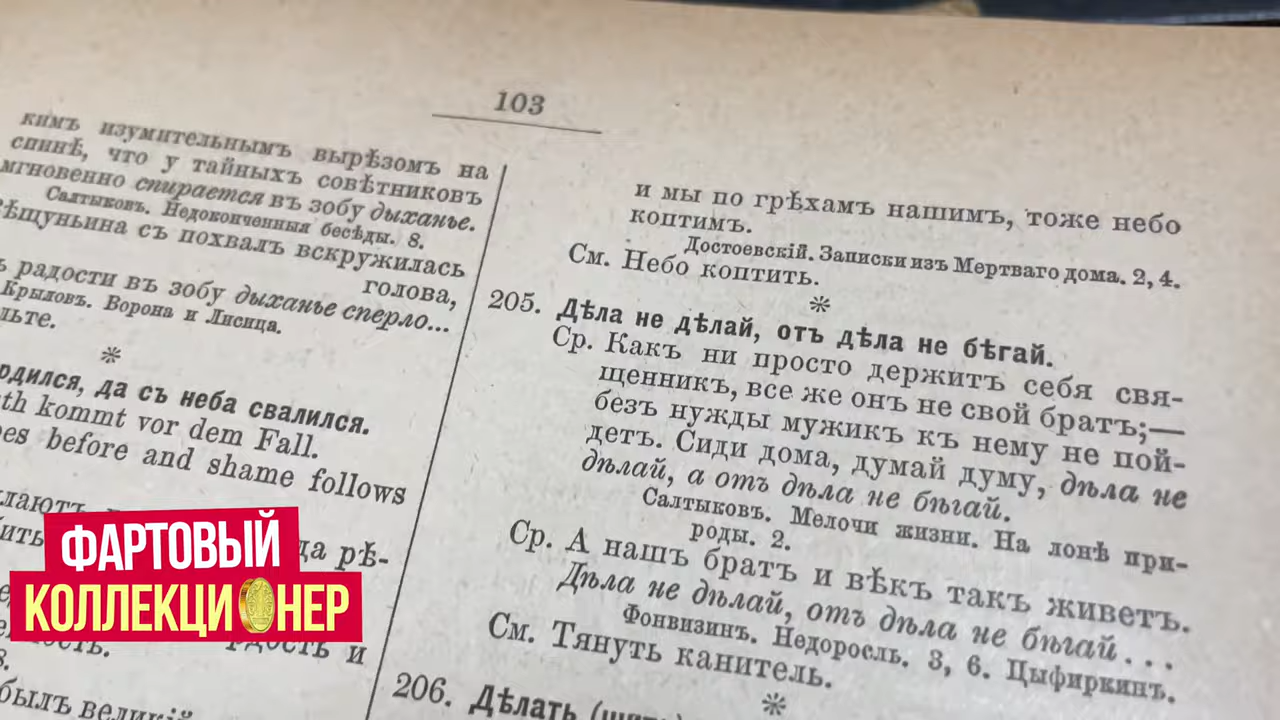 103
кимъ изумительнымъ вырѣзомъ на
спинѣ, что у тайныхъ совѣтниковъ
мгновенно спирается въ зобу дыханье.
Салтыковъ. Недоконченныя бесѣды. 8.
съ похвалъ вскружилась
голова,
радости въ зобу дыханье сперло...
Крыловъ. Ворона и Лисица.
*
да съ неба свалился.
kommt vor dem Fall.
before and shame follows
рѣ-
и
8.
былъ великій
и мы по грѣхамъ нашимъ, тоже небо
коптимъ.
Достоевскій. Записки изъ Мертваго дома. 2, 4.
См. Небо коптить.
*
205. Дѣла не дѣлай, отъ дѣла не бѣгай.
Ср. Какъ ни просто держитъ себя свя-
щенникъ, все же онъ не свой братъ;—
безъ нужды мужикъ къ нему не пой-
детъ. Сиди дома, думай думу, дѣла не
дѣлай, а отъ дѣла не бѣгай.
Салтыковъ. Мелочи жизни. На лонѣ при-
роды. 2.
Ср. А нашъ братъ и вѣкъ такъ живетъ.
Дѣла не дѣлай, отъ дѣла не бѣгай...
Фонвизинъ. Недоросль. 3, 6. Цыфиркинъ.
См. Тянуть канитель.
*
206. Дѣлать
ФАРТОВЫЙ
КОЛЛЕКЦИОНЕР